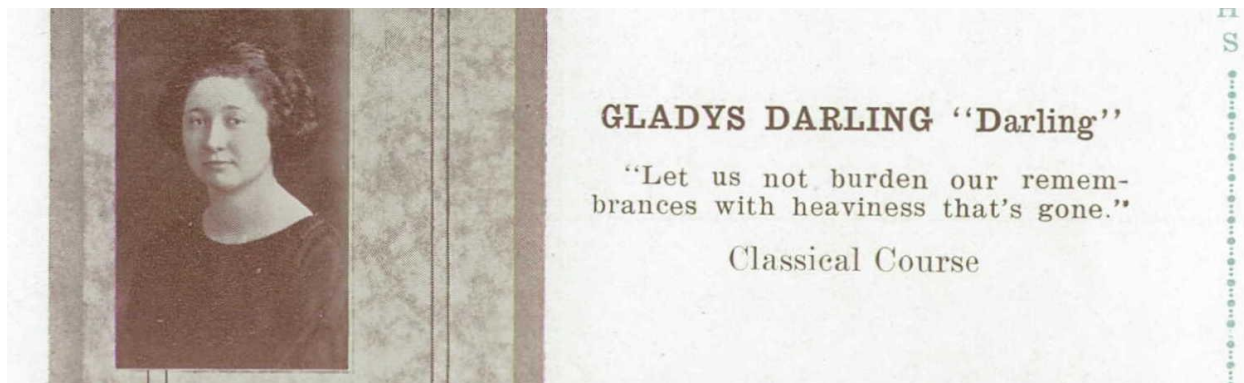 H
S
GLADYS DARLING "Darling"
"Let us not burden our remem-
brances with heaviness that's gone."
Classical Course